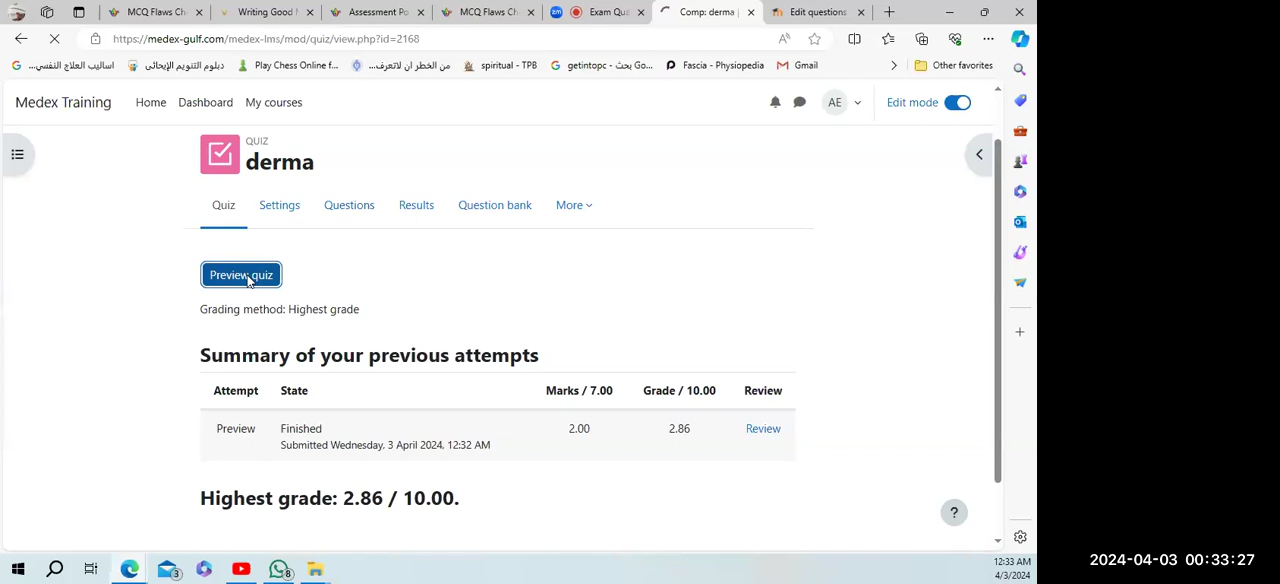 MCQ Flaws Ch
Writing Good
Assessment Po
MCQ Flaws Ch
zm
Exam Que
Comp: derma
Edit questions
https://medex-gulf.com/medex-lms/mod/quiz/view.php?id=2168
اساليب العلاج النفسي...
دبلوم التنويم الإيحائي
Play Chess Online f...
من الخطر ان لاتعرف...
spiritual - TPB
getintopc - بحث Go...
Fascia - Physiopedia
Gmail
Other favorites
Medex Training
Home
Dashboard
My courses
AE
Edit mode
QUIZ
derma
Quiz
Settings
Questions
Results
Question bank
More
Preview quiz
Grading method: Highest grade
Summary of your previous attempts
Attempt State Marks / 7.00 Grade / 10.00 Review
Preview Finished 2.00 2.86 Review
Submitted Wednesday, 3 April 2024, 12:32 AM
Highest grade: 2.86 / 10.00.
?
3
8
12:33 AM
4/3/2024
2024-04-03 00:33:27